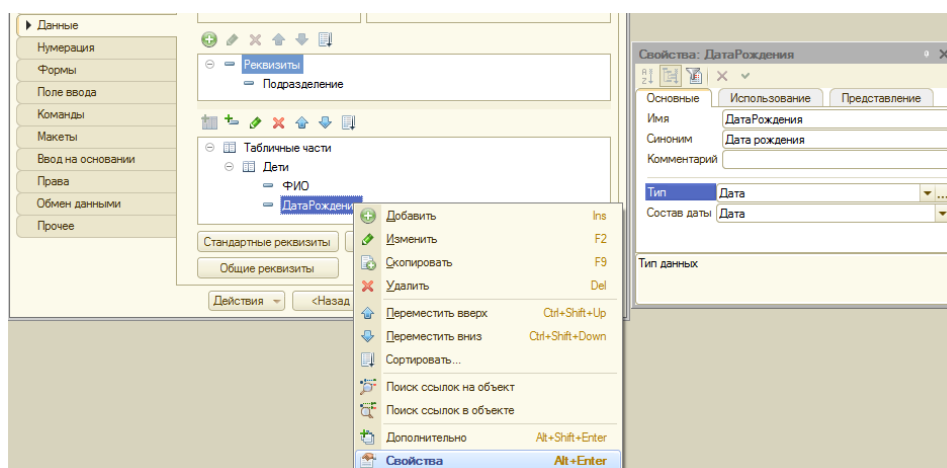 Данные
Нумерация
Формы
Поле ввода
Команды
Макеты
Ввод на основании
Права
Обмен данными
Прочее
Реквизиты
Подразделение
Табличные части
Дети
ФИО
ДатаРождени
Стандартные реквизиты
Общие реквизиты
Действия
<Назад
Добавить Ins
Изменить F2
Скопировать F9
Удалить Del
Переместить вверх Ctrl+Shift+Up
Переместить вниз Ctrl+Shift+Down
Сортировать...
Поиск ссылок на объект
Поиск ссылок в объекте
Дополнительно Alt+Shift+Enter
Свойства Alt+Enter
Свойства: ДатаРождения
Основные Использование Представление
Имя ДатаРождения
Синоним Дата рождения
Комментарий
Тип Дата
Состав даты Дата
Тип данных